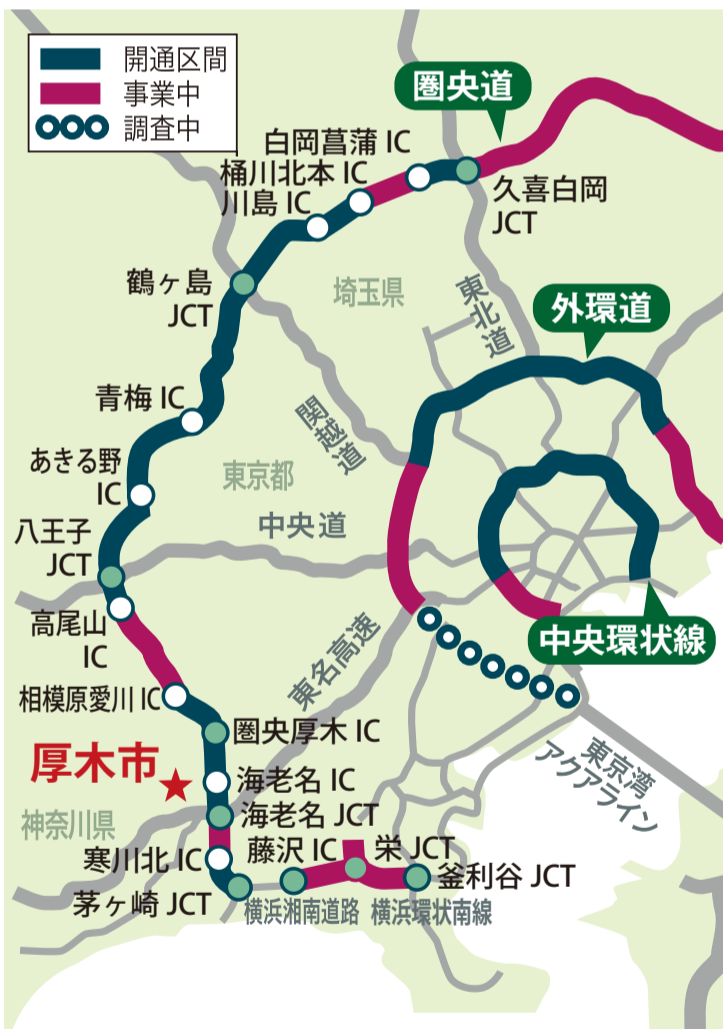 開通区間
事業中
調査中
圏央道
白岡菖蒲 IC
桶川北本 IC
川島 IC
久喜白岡
JCT
鶴ヶ島
JCT
埼玉県
東北道
外環道
青梅 IC
関越道
あきる野
IC
東京都
中央道
八王子
JCT
高尾山
IC
中央環状線
東名高速
相模原愛川 IC
圏央厚木 IC
厚木市
海老名 IC
東京湾
アクアライン
海老名 JCT
神奈川県
寒川北 IC
藤沢 IC
栄 JCT
釜利谷 JCT
茅ヶ崎 JCT
横浜湘南道路
横浜環状南線